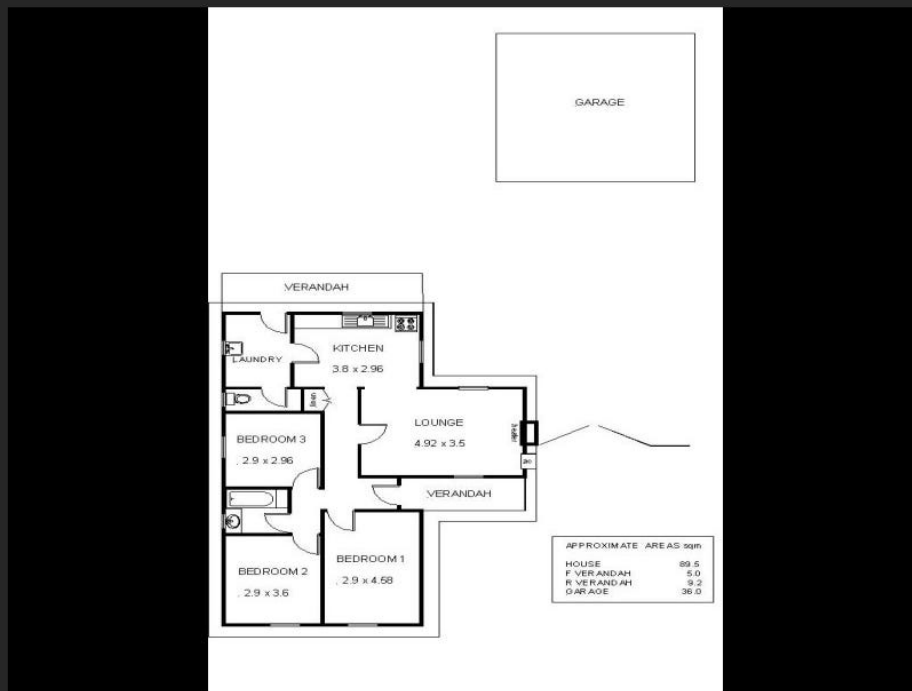 GARAGE
VERANDAH
KITCHEN
3.8 x 2.96
LAUNDRY
linen
LOUNGE
4.92 x 3.5
BEDROOM 3
2.9 x 2.96
VERANDAH
BEDROOM 1
2.9 x 4.58
BEDROOM 2
2.9 x 3.6
APPROXIMATE AREAS sqm
HOUSE 89.5
F VERANDAH 5.0
R VERANDAH 9.2
GARAGE 36.0